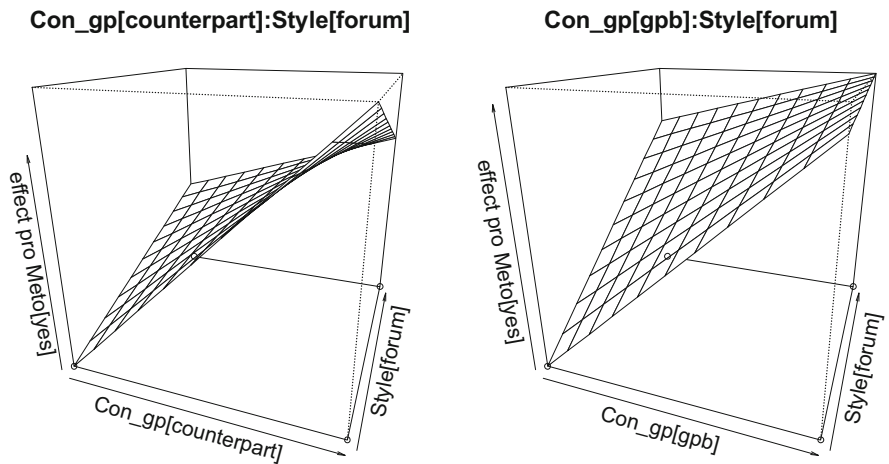 Con_gp[counterpart]:Style[forum]
effect pro Meto[yes]
Con_gp[counterpart]
Style[forum]
Con_gp[gpb]:Style[forum]
effect pro Meto[yes]
Con_gp[gpb]
Style[forum]